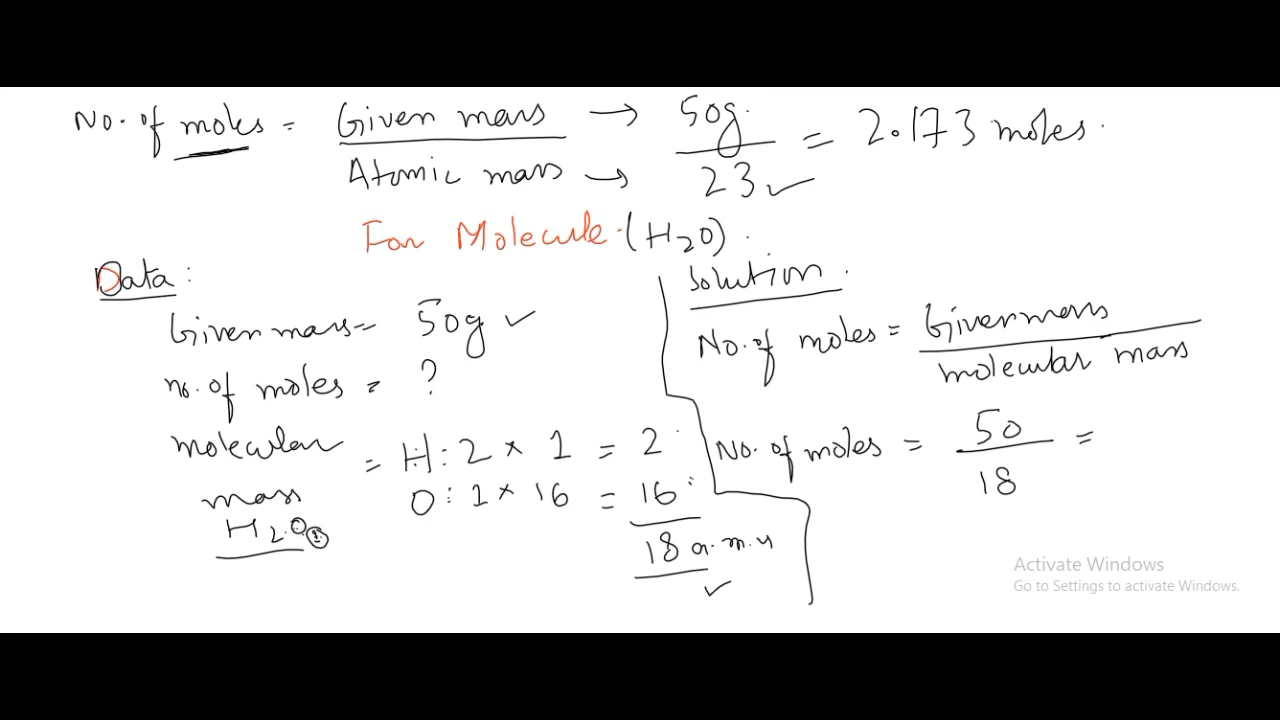 No. of moles = Given mass → 50g. = 2.173 moles.
Atomic mass → 23 ✓
For Molecule. (H2O).
Data:
Given mass = 50g ✓
no. of moles = ?
molecular = H: 2 × 1 = 2
mass O: 1 × 16 = 16
H2O 1
18 a.m.u
✓
Solution.
No. of moles = Given mass
molecular mass
No. of moles = 50 =
18
Activate Windows
Go to Settings to activate Windows.